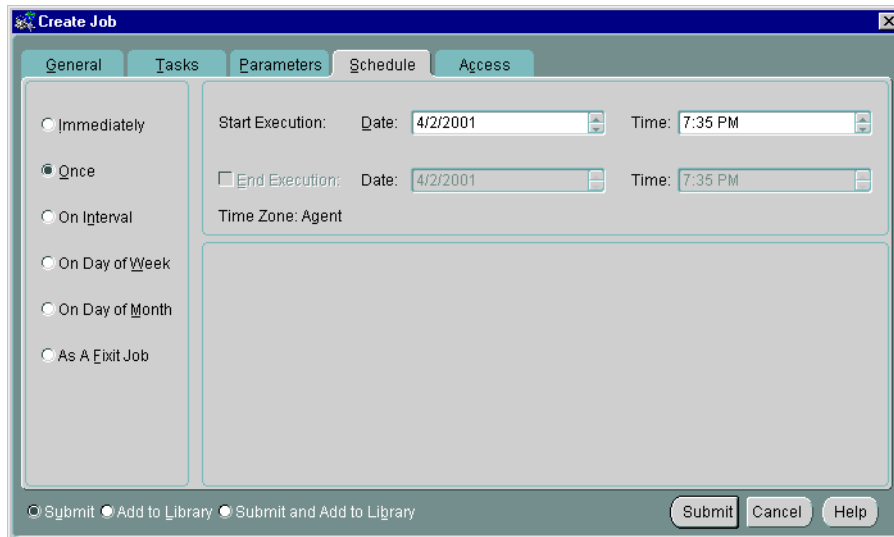 Create Job
General Tasks Parameters Schedule Access
Immediately
Once
On Interval
On Day of Week
On Day of Month
As A Fixit Job
Start Execution: Date: 4/2/2001 Time: 7:35 PM
End Execution: Date: 4/2/2001 Time: 7:35 PM
Time Zone: Agent
Submit Add to Library Submit and Add to Library Submit Cancel Help